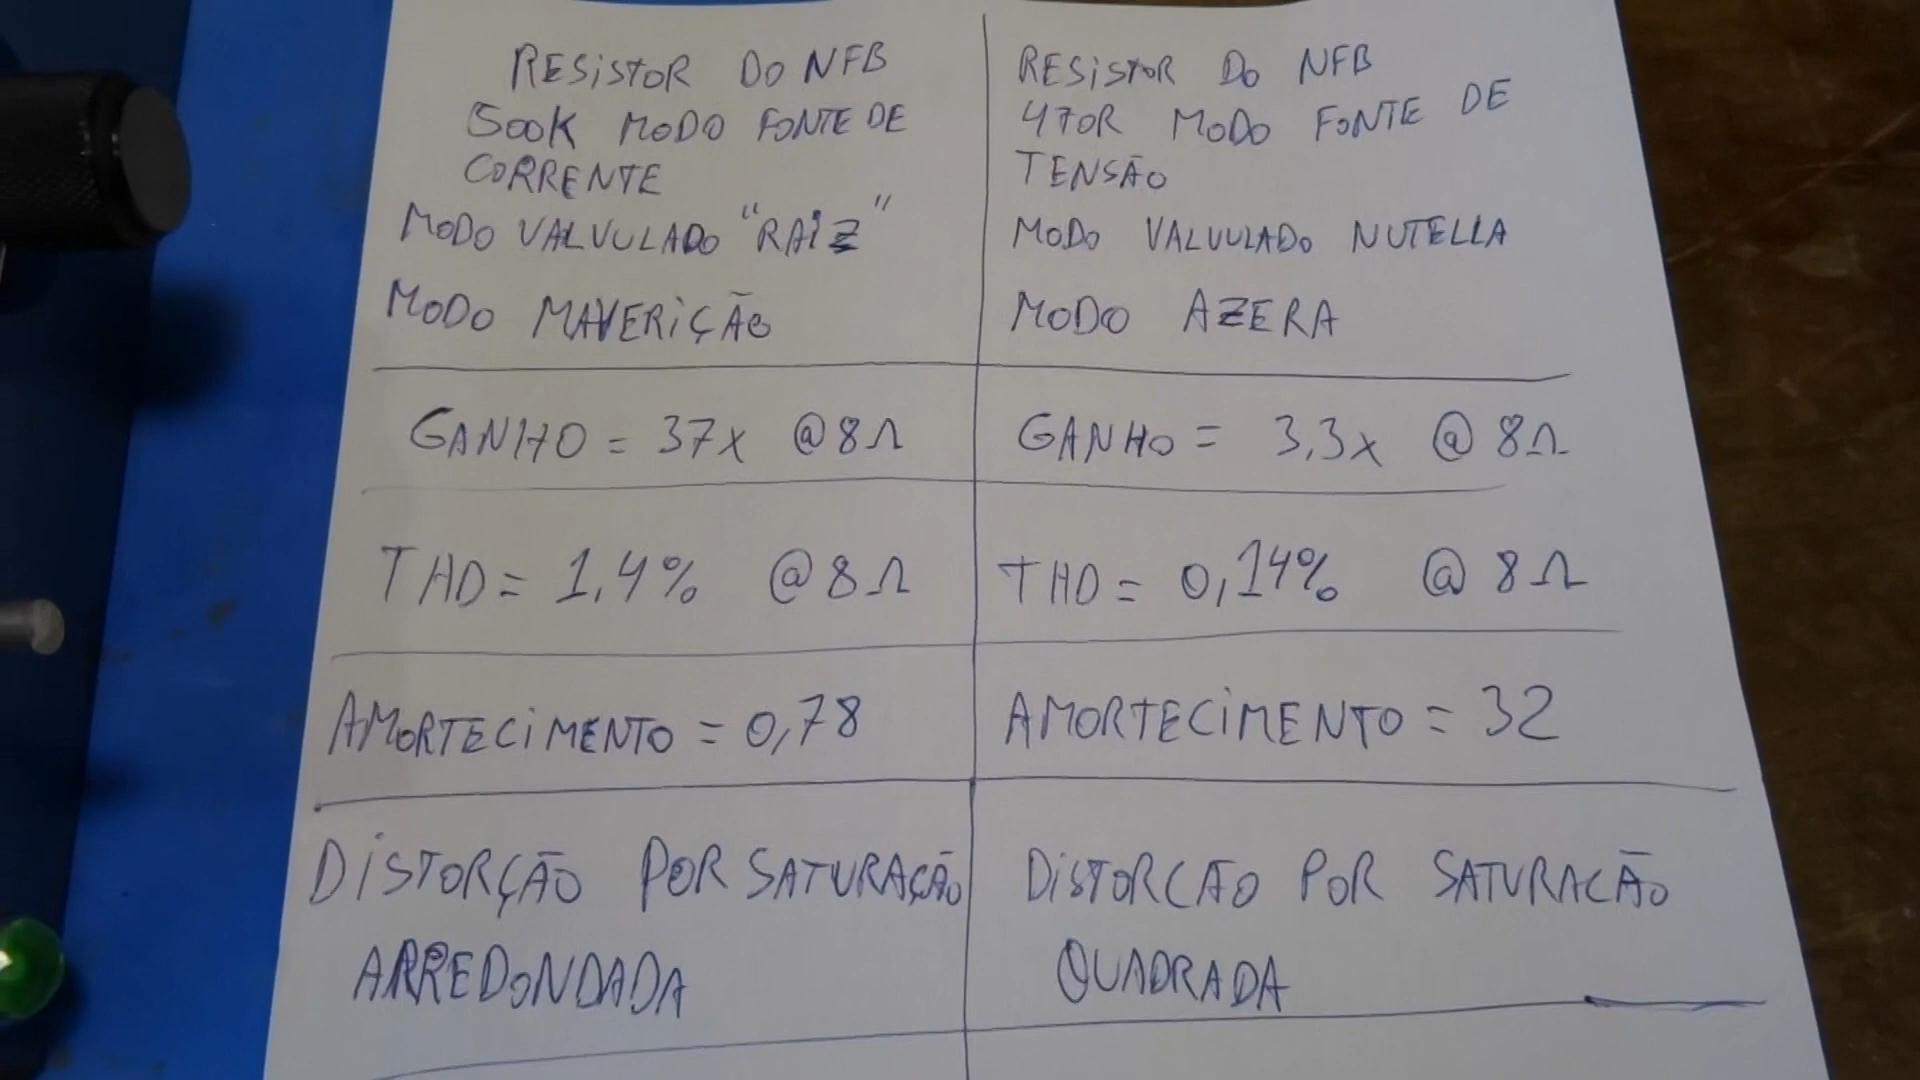 RESISTOR DO NFB
500K MODO FONTE DE
CORRENTE
MODO VALVULADO "RAIZ"
MODO MAVERIÇÃO
GANHO = 37x @8Ω
THD = 1,4% @8Ω
AMORTECIMENTO = 0,78
DISTORÇÃO POR SATURAÇÃO
ARREDONDADA
RESISTOR DO NFB
470R MODO FONTE DE
TENSÃO
MODO VALVULADO NUTELLA
MODO AZERA
GANHO = 3,3x @ 8Ω
THD = 0,14% @ 8Ω
AMORTECIMENTO = 32
DISTORCÃO POR SATURACÃO
QUADRADA